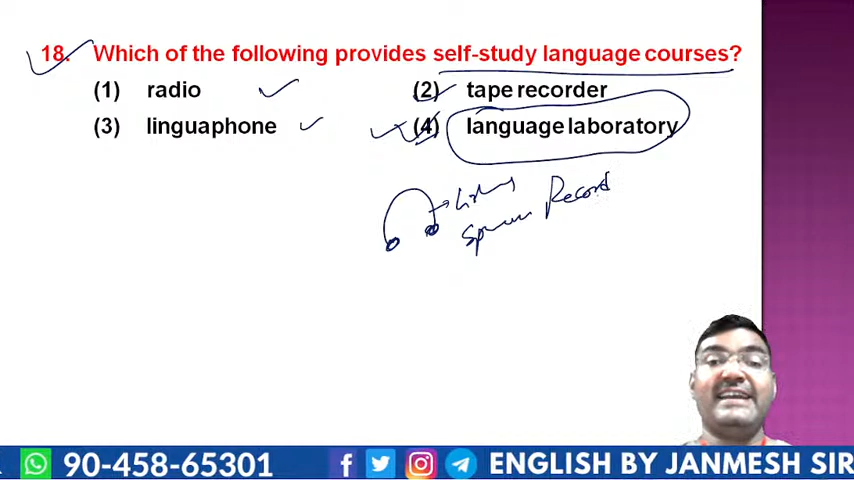 18. Which of the following provides self-study language courses?
(1) radio (2) tape recorder
(3) linguaphone (4) language laboratory
Record
90-458-65301 ENGLISH BY JANMESH SIR